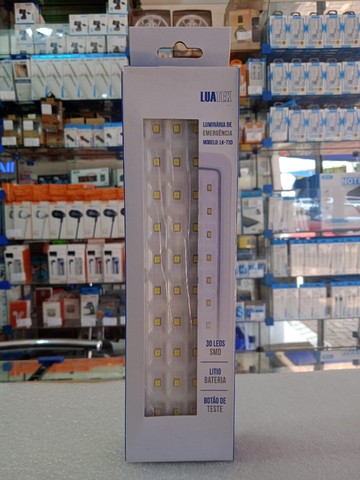 LUATEK
LUMINÁRIA DE
EMERGÊNCIA
MODELO: LK-730
30 LEDS
SMD
LITIO
BATERIA
BOTÃO DE
TESTE